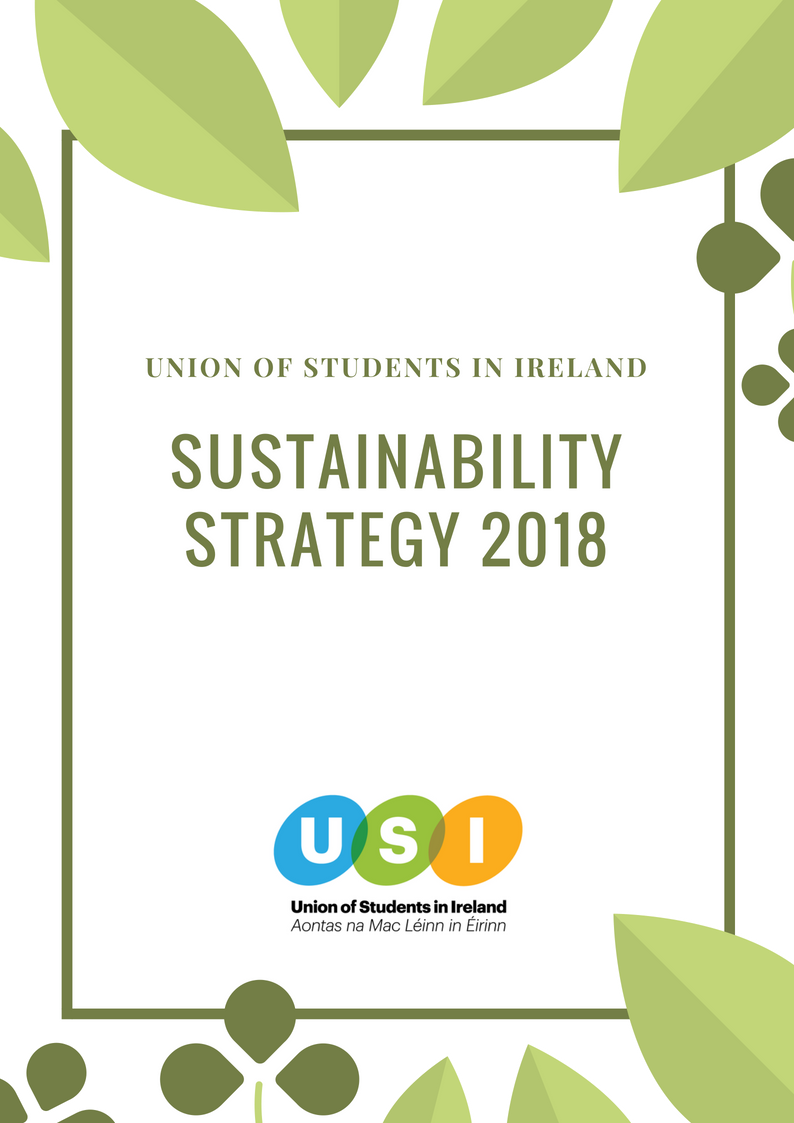 UNION OF STUDENTS IN IRELAND
SUSTAINABILITY
STRATEGY 2018
USI
Union of Students in Ireland
Aontas na Mac Léinn in Éirinn